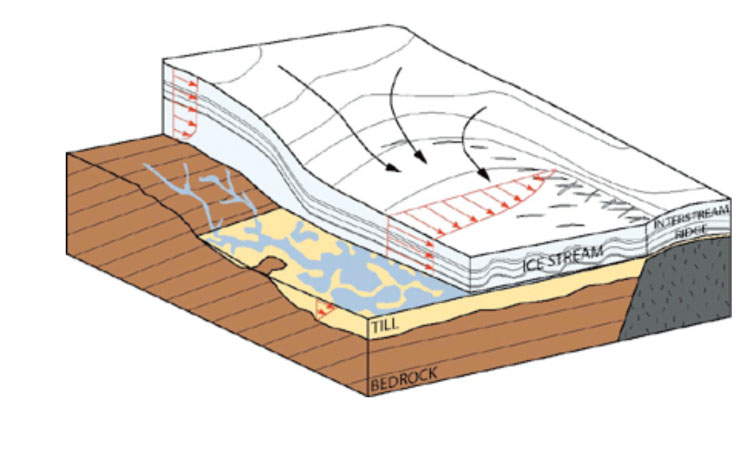 INTERSTREAM
RIDGE
ICE STREAM
TILL
BEDROCK